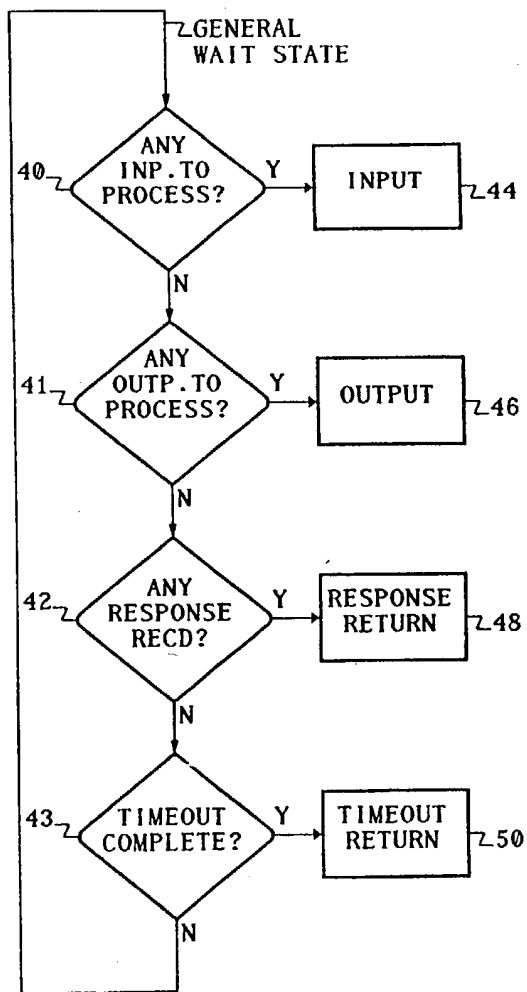 GENERAL
WAIT STATE
40
ANY
INP.TO
PROCESS?
Y
INPUT
44
N
41
ANY
OUTP.TO
PROCESS?
Y
OUTPUT
46
N
42
ANY
RESPONSE
RECD?
Y
RESPONSE
RETURN
48
N
43
TIMEOUT
COMPLETE?
Y
TIMEOUT
RETURN
50
N